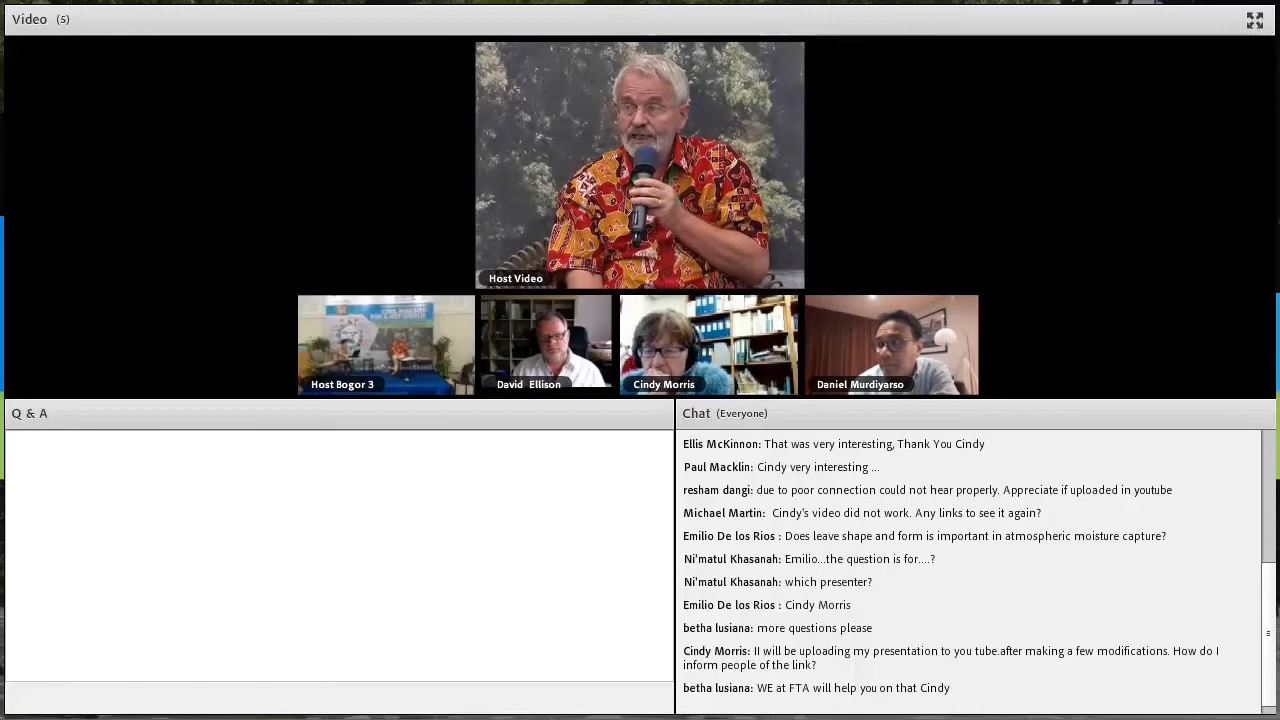 Video (5)
Host Video
COOL INSIGHTS
FOR A HOT WORLD
Host Bogor 3
David Ellison
Cindy Morris
Daniel Murdiyarso
Q & A
Chat (Everyone)
Ellis McKinnon: That was very interesting, Thank You Cindy
Paul Macklin: Cindy very interesting ...
resham dangi: due to poor connection could not hear properly. Appreciate if uploaded in youtube
Michael Martin: Cindy's video did not work. Any links to see it again?
Emilio De los Rios : Does leave shape and form is important in atmospheric moisture capture?
Ni'matul Khasanah: Emilio...the question is for....?
Ni'matul Khasanah: which presenter?
Emilio De los Rios : Cindy Morris
betha lusiana: more questions please
Cindy Morris: II will be uploading my presentation to you tube.after making a few modifications. How do I
inform people of the link?
betha lusiana: WE at FTA will help you on that Cindy